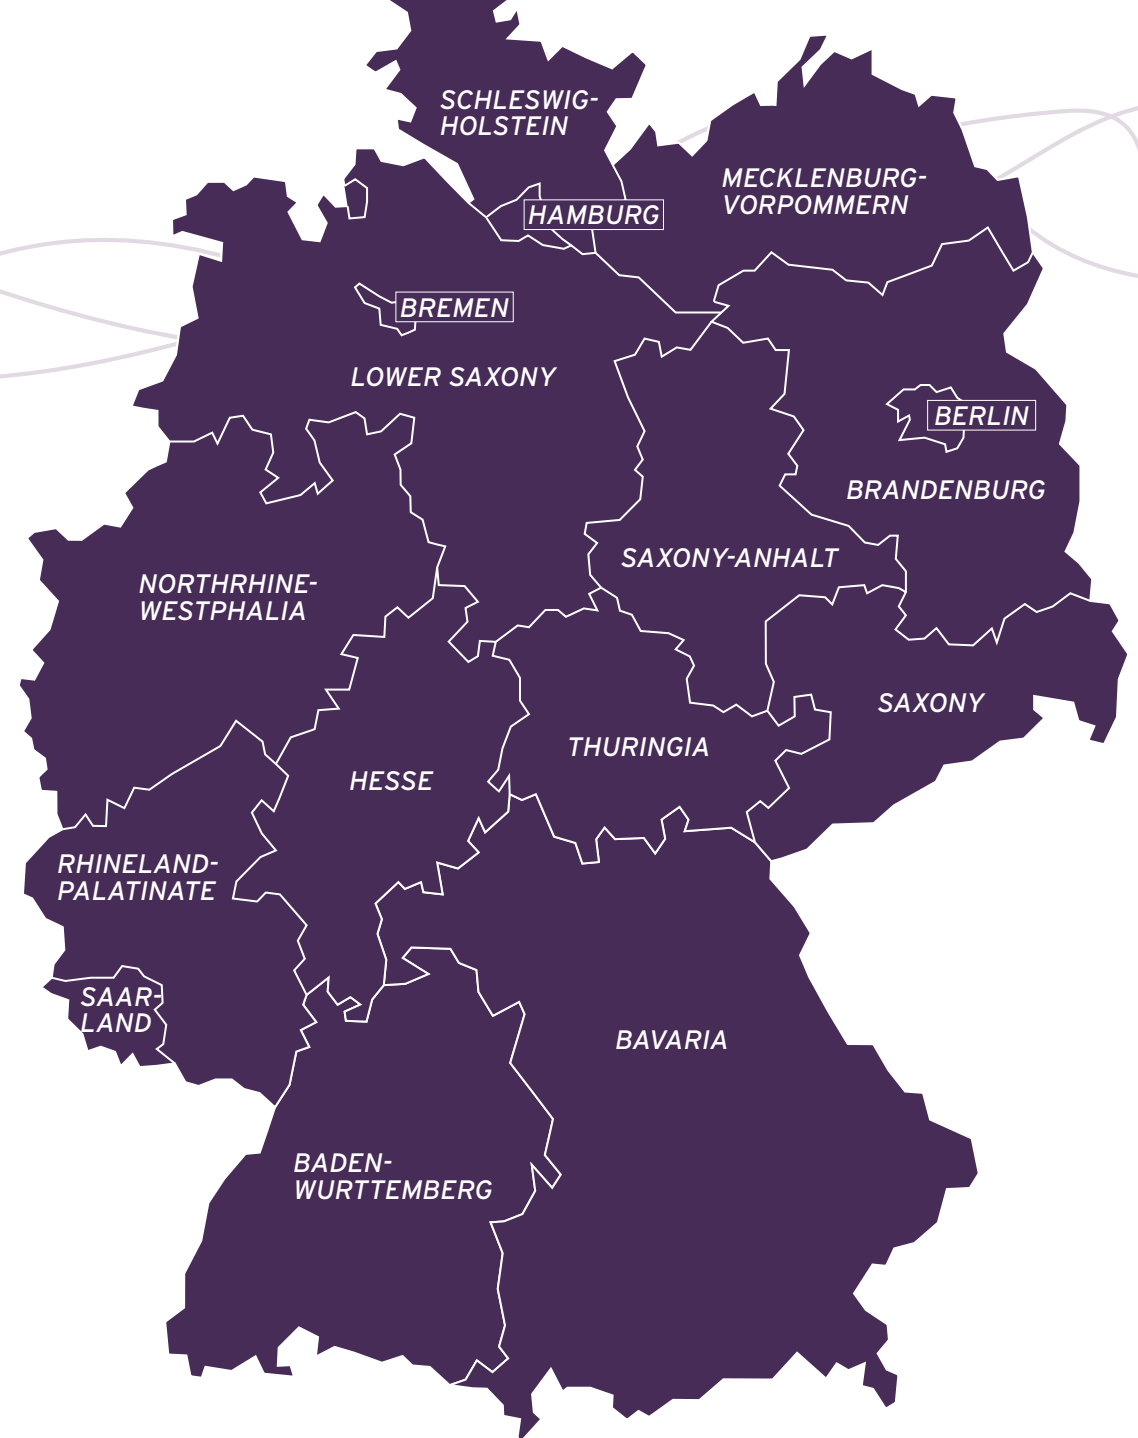 SCHLESWIG-
HOLSTEIN
MECKLENBURG-
VORPOMMERN
HAMBURG
BREMEN
LOWER SAXONY
BERLIN
BRANDENBURG
SAXONY-ANHALT
NORTHRHINE-
WESTPHALIA
SAXONY
THURINGIA
HESSE
RHINELAND-
PALATINATE
SAAR-
LAND
BAVARIA
BADEN-
WURTTEMBERG